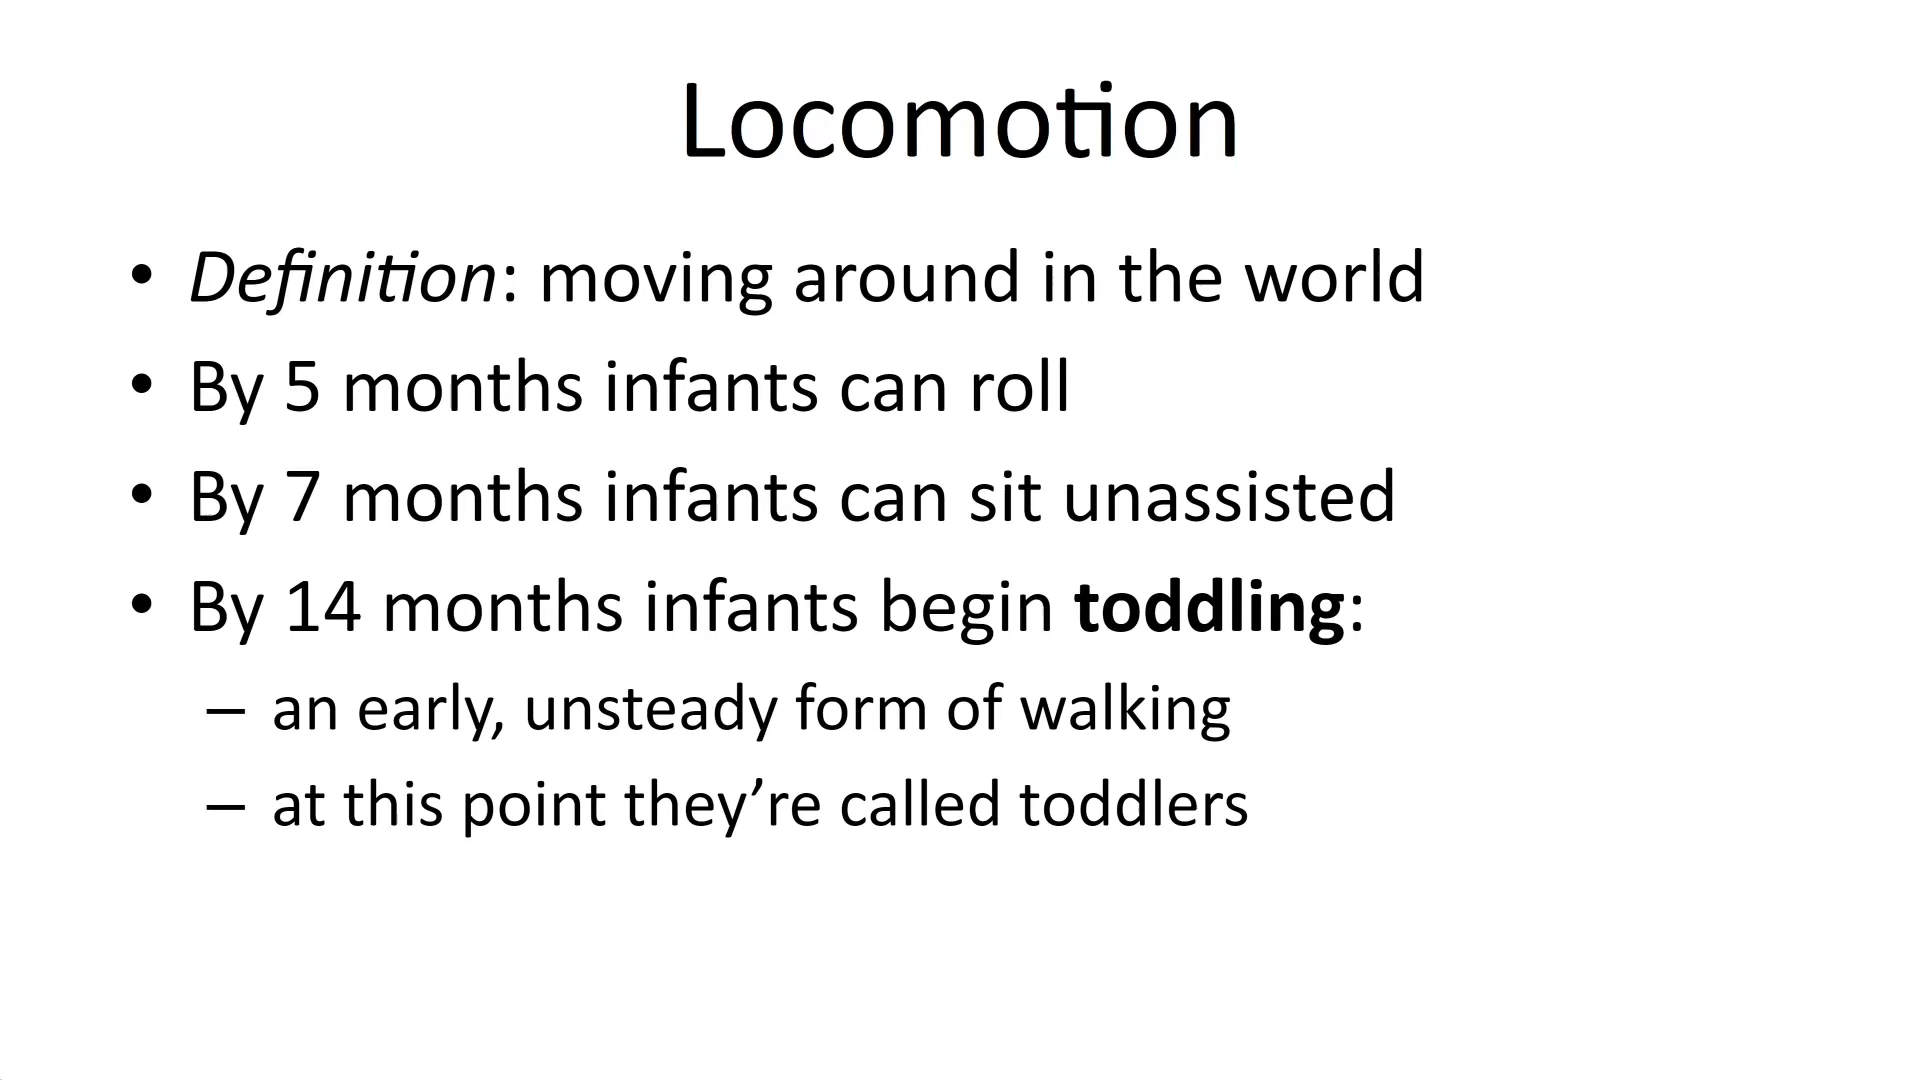 Locomotion
• Definition: moving around in the world
• By 5 months infants can roll
• By 7 months infants can sit unassisted
• By 14 months infants begin toddling:
– an early, unsteady form of walking
– at this point they’re called toddlers